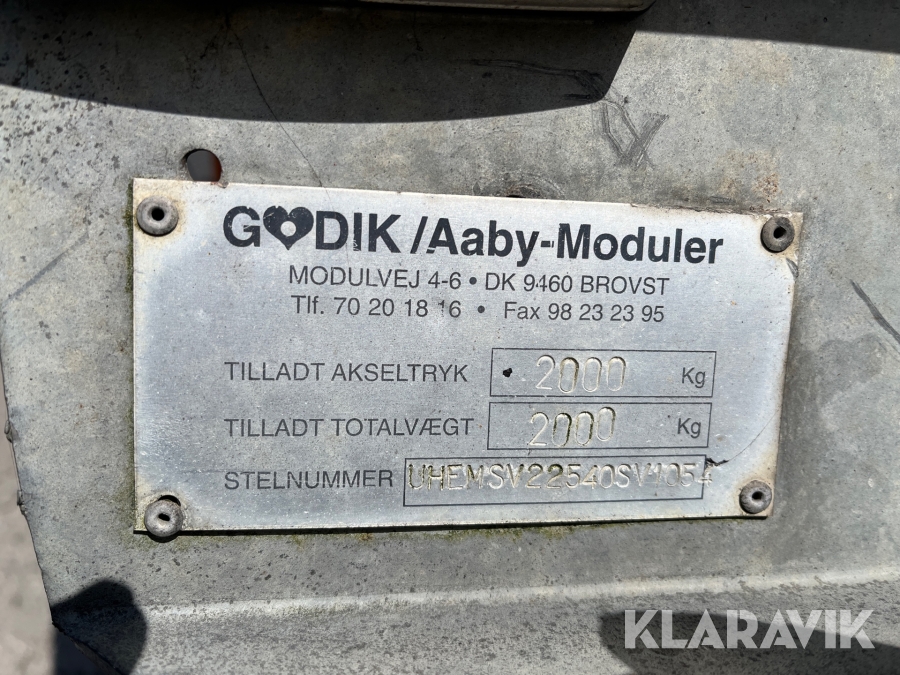 G♥DIK /Aaby-Moduler
MODULVEJ 4-6 • DK 9460 BROVST
Tlf. 70 20 18 16 • Fax 98 23 23 95
TILLADT AKSELTRYK 2000 Kg
TILLADT TOTALVÆGT 2000 Kg
STELNUMMER UHEMSV22540SV1054
KLARAVIK